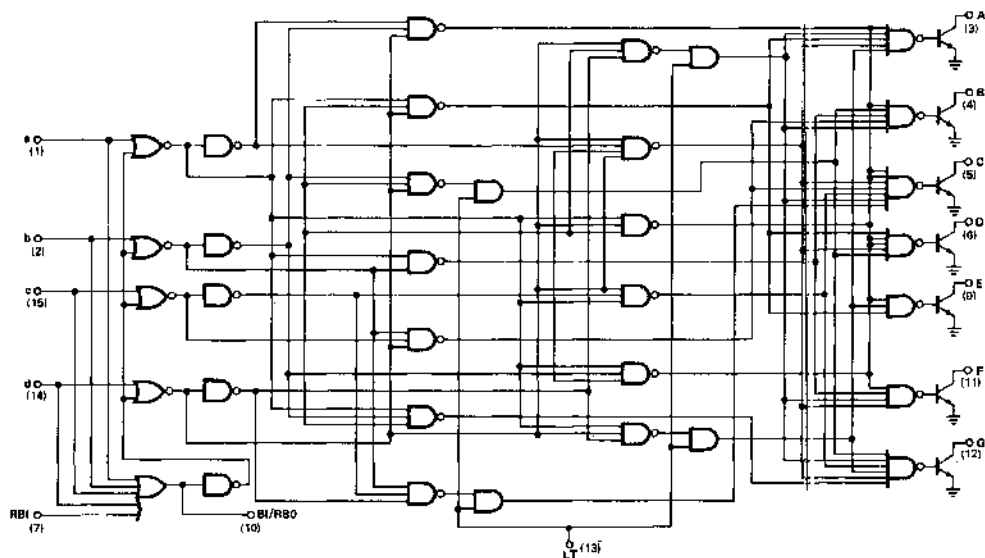 A
(3)
B
(4)
C
(5)
D
(6)
E
(9)
F
(11)
G
(12)
a
(1)
b
(2)
c
(15)
d
(14)
RBI
(7)
BI/RBO
(10)
LT (13)